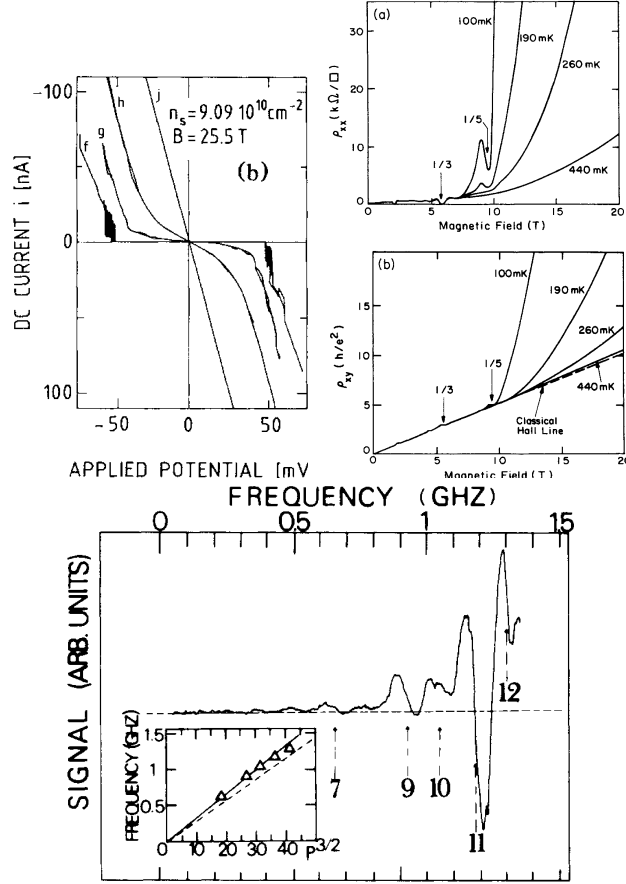 -100
0
100
DC CURRENT i [nA]
f
g
h
j
n_s = 9.09 10^10 cm^-2
B = 25.5 T
(b)
-50
0
50
APPLIED POTENTIAL [mV
(a)
100mK
190mK
260mK
440mK
1/5
1/3
30
20
10
0
ρxx (kΩ/□)
0
5
10
15
20
Magnetic Field (T)
(b)
100mK
190mK
260mK
440mK
1/5
1/3
Classical
Hall Line
15
10
5
ρxy (h/e²)
0
5
10
15
20
Magnetic Field (T)
FREQUENCY (GHZ)
0
0.5
1
1.5
SIGNAL (ARB. UNITS)
7
9
10
11
12
FREQUENCY (GHZ)
1.5
1
0.5
0
0
10
20
30
40
P^3/2